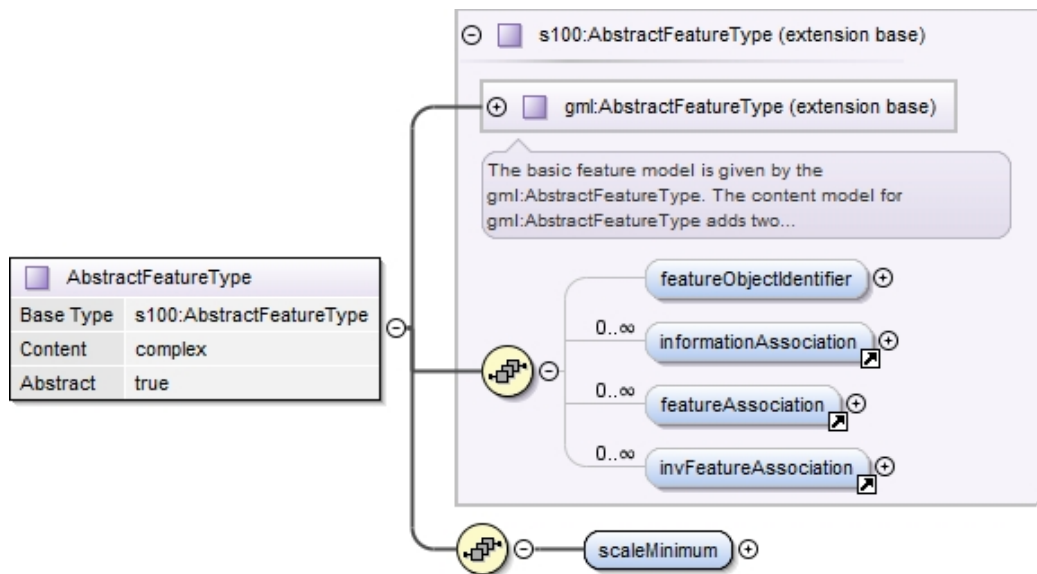 s100:AbstractFeatureType (extension base)
gml:AbstractFeatureType (extension base)
The basic feature model is given by the
gml:AbstractFeatureType. The content model for
gml:AbstractFeatureType adds two...
AbstractFeatureType
Base Type s100:AbstractFeatureType
Content complex
Abstract true
featureObjectIdentifier
0..∞ informationAssociation
0..∞ featureAssociation
0..∞ invFeatureAssociation
scaleMinimum